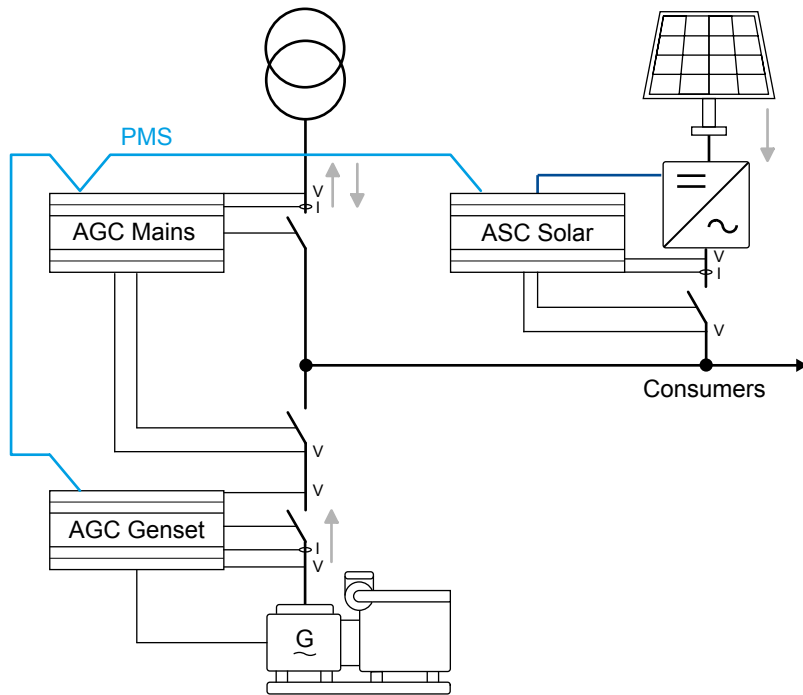 PMS
V
I
AGC Mains
ASC Solar
V
I
V
Consumers
V
V
AGC Genset
I
V
G